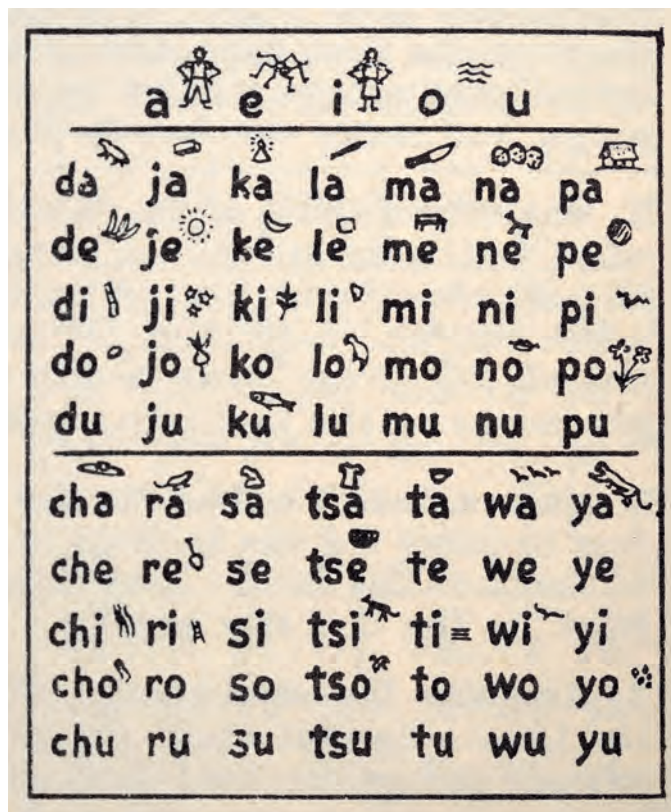 a e i o u
da ja ka la ma na pa
de je ke le me ne pe
di ji ki li mi ni pi
do jo ko lo mo no po
du ju ku lu mu nu pu
cha ra sa tsa ta wa ya
che re se tse te we ye
chi ri si tsi ti wi yi
cho ro so tso to wo yo
chu ru su tsu tu wu yu